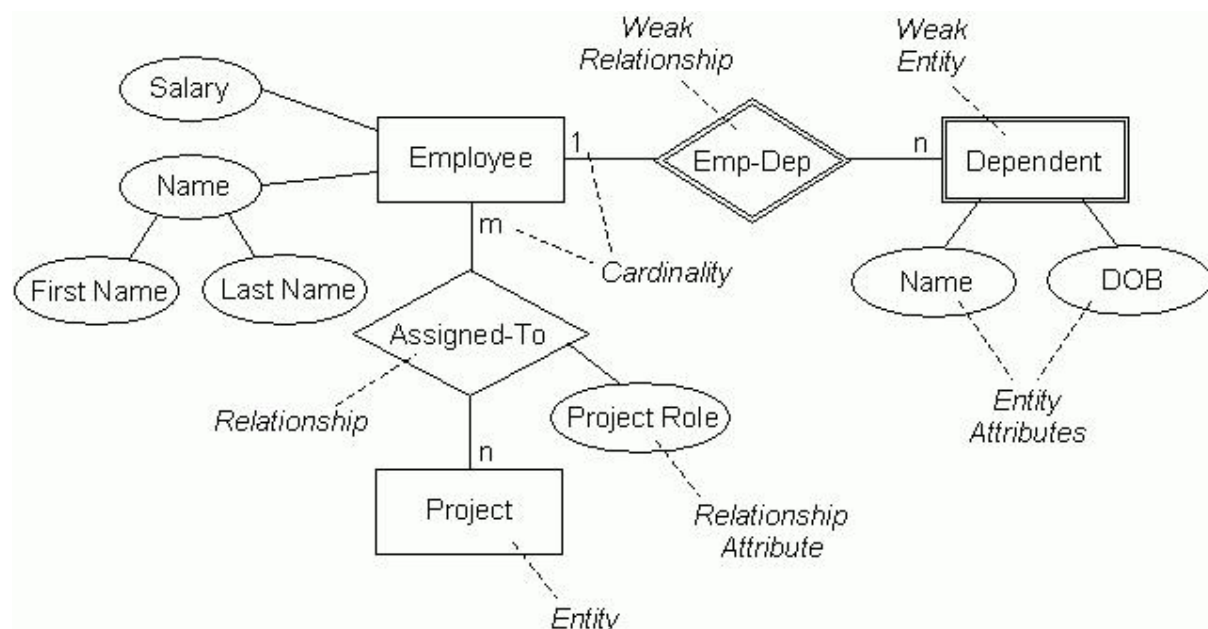 Weak
Relationship
Weak
Entity
Salary
Employee
1
Emp-Dep
n
Dependent
Name
m
Cardinality
First Name
Last Name
Name
DOB
Assigned-To
Relationship
Project Role
Entity
Attributes
n
Project
Relationship
Attribute
Entity